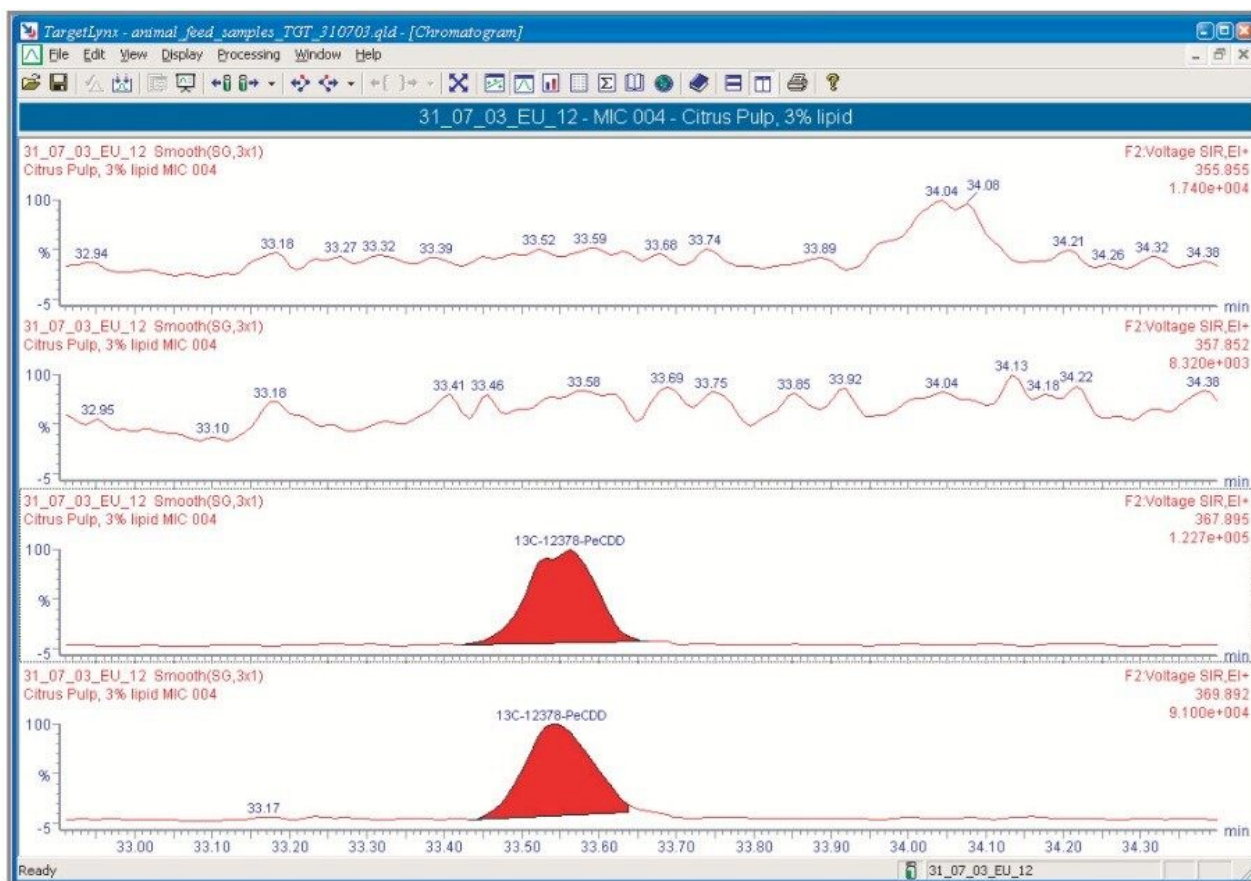 TargetLynx - animal_feed_samples_TGT_310703.qld - [Chromatogram]
File Edit View Display Processing Window Help
31_07_03_EU_12 - MIC 004 - Citrus Pulp, 3% lipid
31_07_03_EU_12 Smooth(SG,3x1)
Citrus Pulp, 3% lipid MIC 004
F2:Voltage SIR,EI+
355.855
1.740e+004
100
%
-5
32.94 33.18 33.27 33.32 33.39 33.52 33.59 33.68 33.74 33.89 34.04 34.08 34.21 34.26 34.32 34.38
min
31_07_03_EU_12 Smooth(SG,3x1)
Citrus Pulp, 3% lipid MIC 004
F2:Voltage SIR,EI+
357.852
8.320e+003
100
%
-5
32.95 33.10 33.18 33.41 33.46 33.58 33.69 33.75 33.85 33.92 34.04 34.13 34.18 34.22 34.38
min
31_07_03_EU_12 Smooth(SG,3x1)
Citrus Pulp, 3% lipid MIC 004
F2:Voltage SIR,EI+
367.895
1.227e+005
100
%
-5
13C-12378-PeCDD
min
31_07_03_EU_12 Smooth(SG,3x1)
Citrus Pulp, 3% lipid MIC 004
F2:Voltage SIR,EI+
369.892
9.100e+004
100
%
-5
13C-12378-PeCDD
33.17
min
33.00 33.10 33.20 33.30 33.40 33.50 33.60 33.70 33.80 33.90 34.00 34.10 34.20 34.30
Ready
31_07_03_EU_12